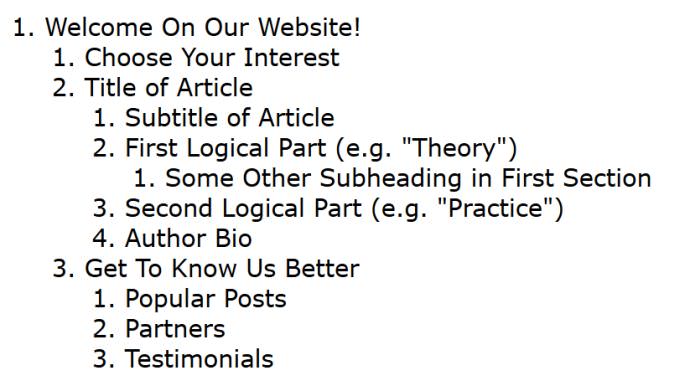 1. Welcome On Our Website!
1. Choose Your Interest
2. Title of Article
1. Subtitle of Article
2. First Logical Part (e.g. "Theory")
1. Some Other Subheading in First Section
3. Second Logical Part (e.g. "Practice")
4. Author Bio
3. Get To Know Us Better
1. Popular Posts
2. Partners
3. Testimonials